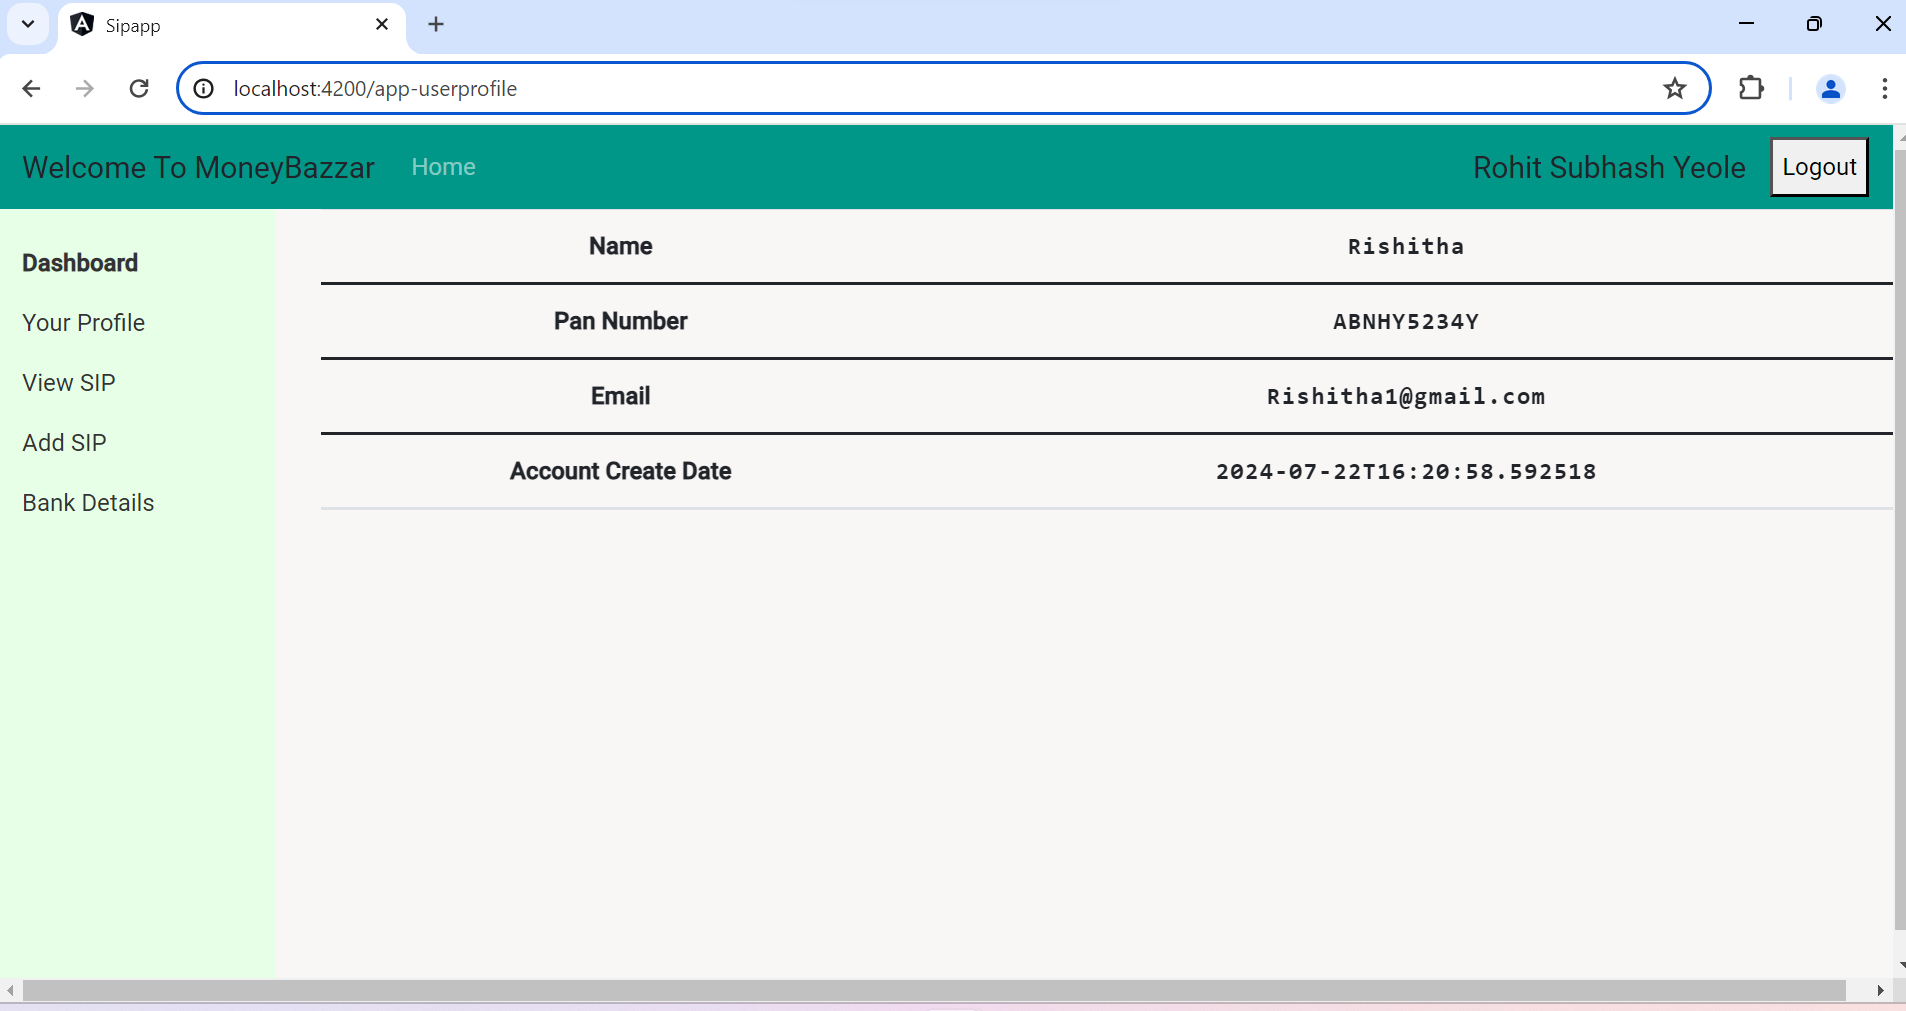 Sipapp
localhost:4200/app-userprofile
Welcome To MoneyBazzar Home Rohit Subhash Yeole Logout
Dashboard
Your Profile
View SIP
Add SIP
Bank Details
Name Rishitha
Pan Number ABNHY5234Y
Email Rishitha1@gmail.com
Account Create Date 2024-07-22T16:20:58.592518